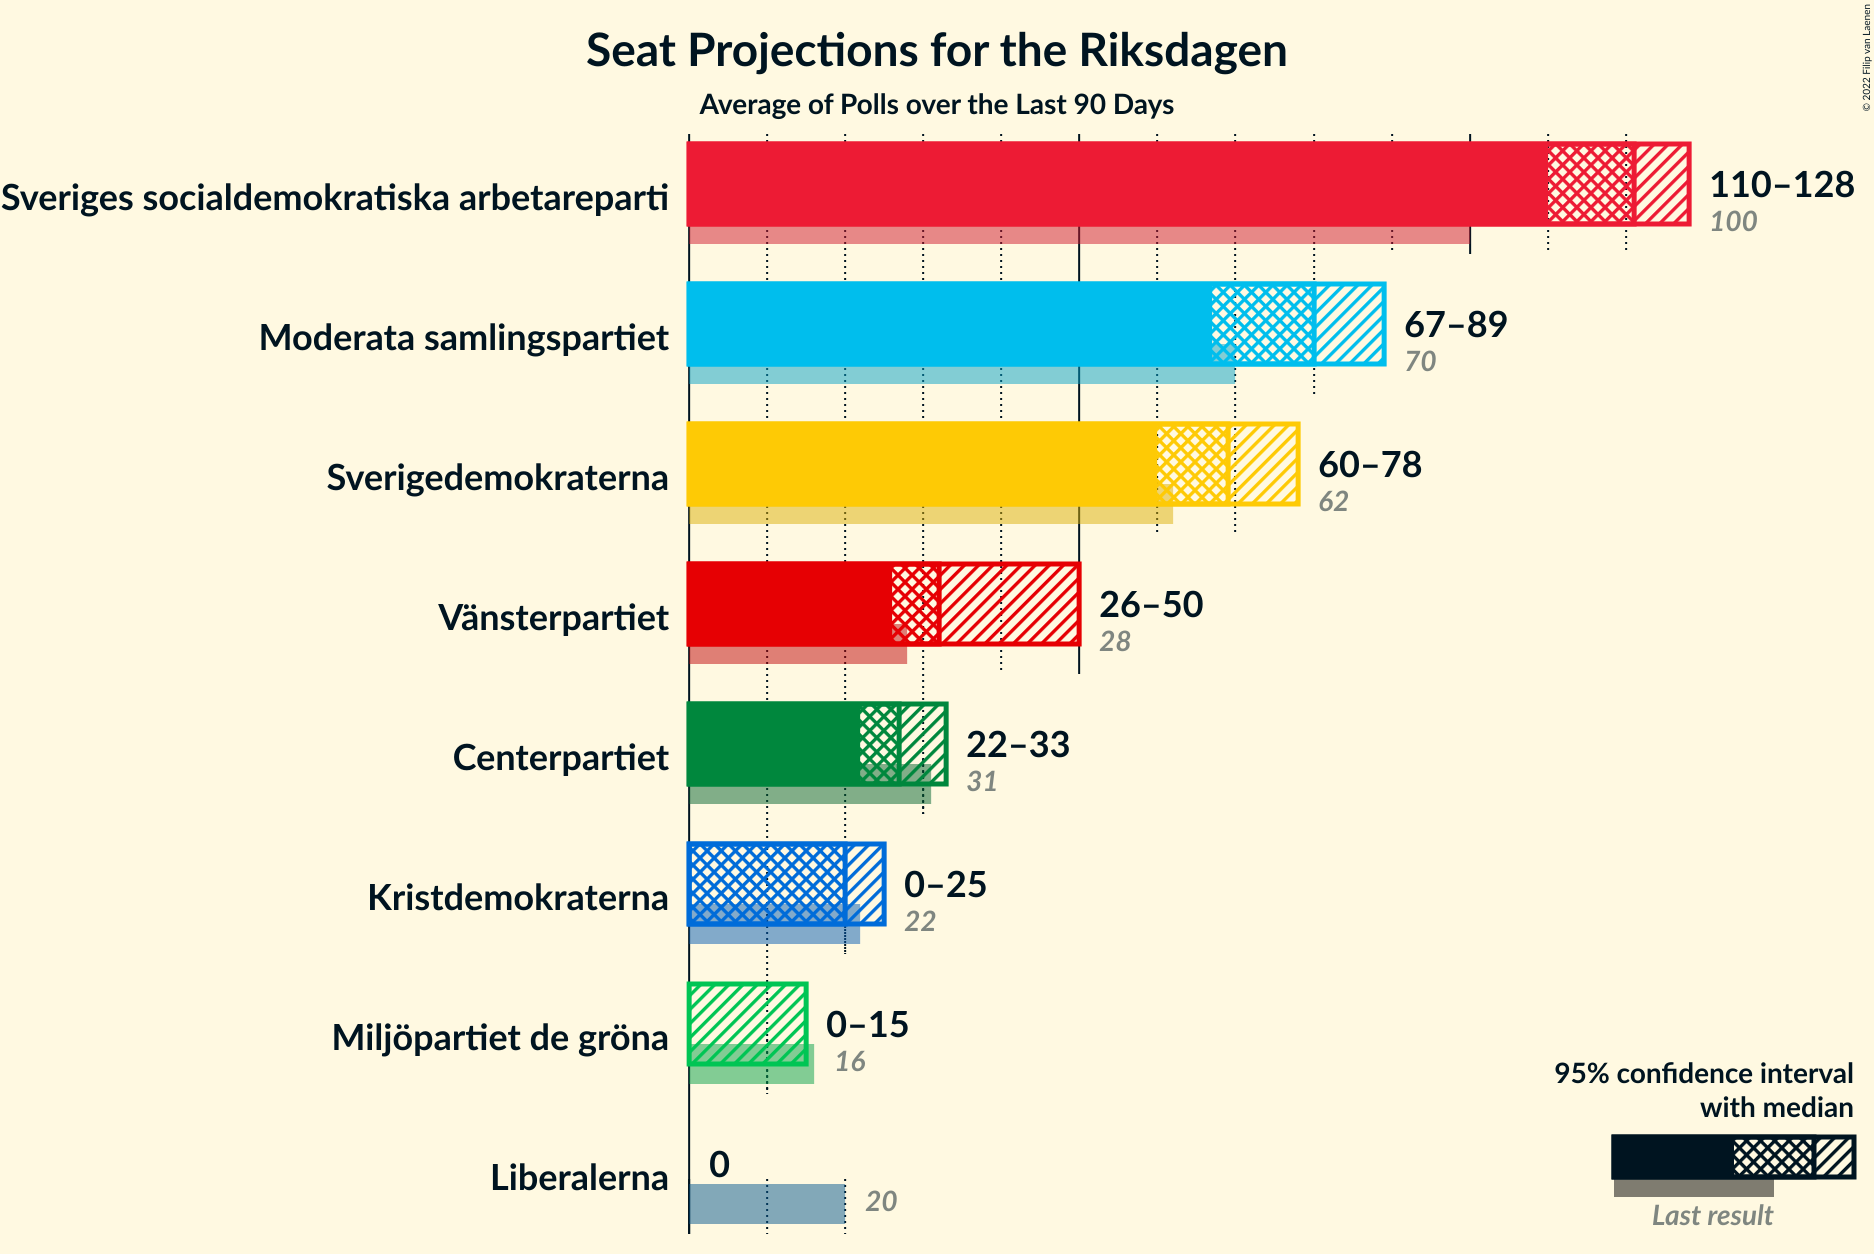 © 2022 Filip van Laenen
Seat Projections for the Riksdagen
Average of Polls over the Last 90 Days
Sveriges socialdemokratiska arbetareparti
110–128
100
Moderata samlingspartiet
67–89
70
Sverigedemokraterna
60–78
62
Vänsterpartiet
26–50
28
Centerpartiet
22–33
31
Kristdemokraterna
0–25
22
Miljöpartiet de gröna
0–15
16
Liberalerna
0
20
95% confidence interval
with median
Last result